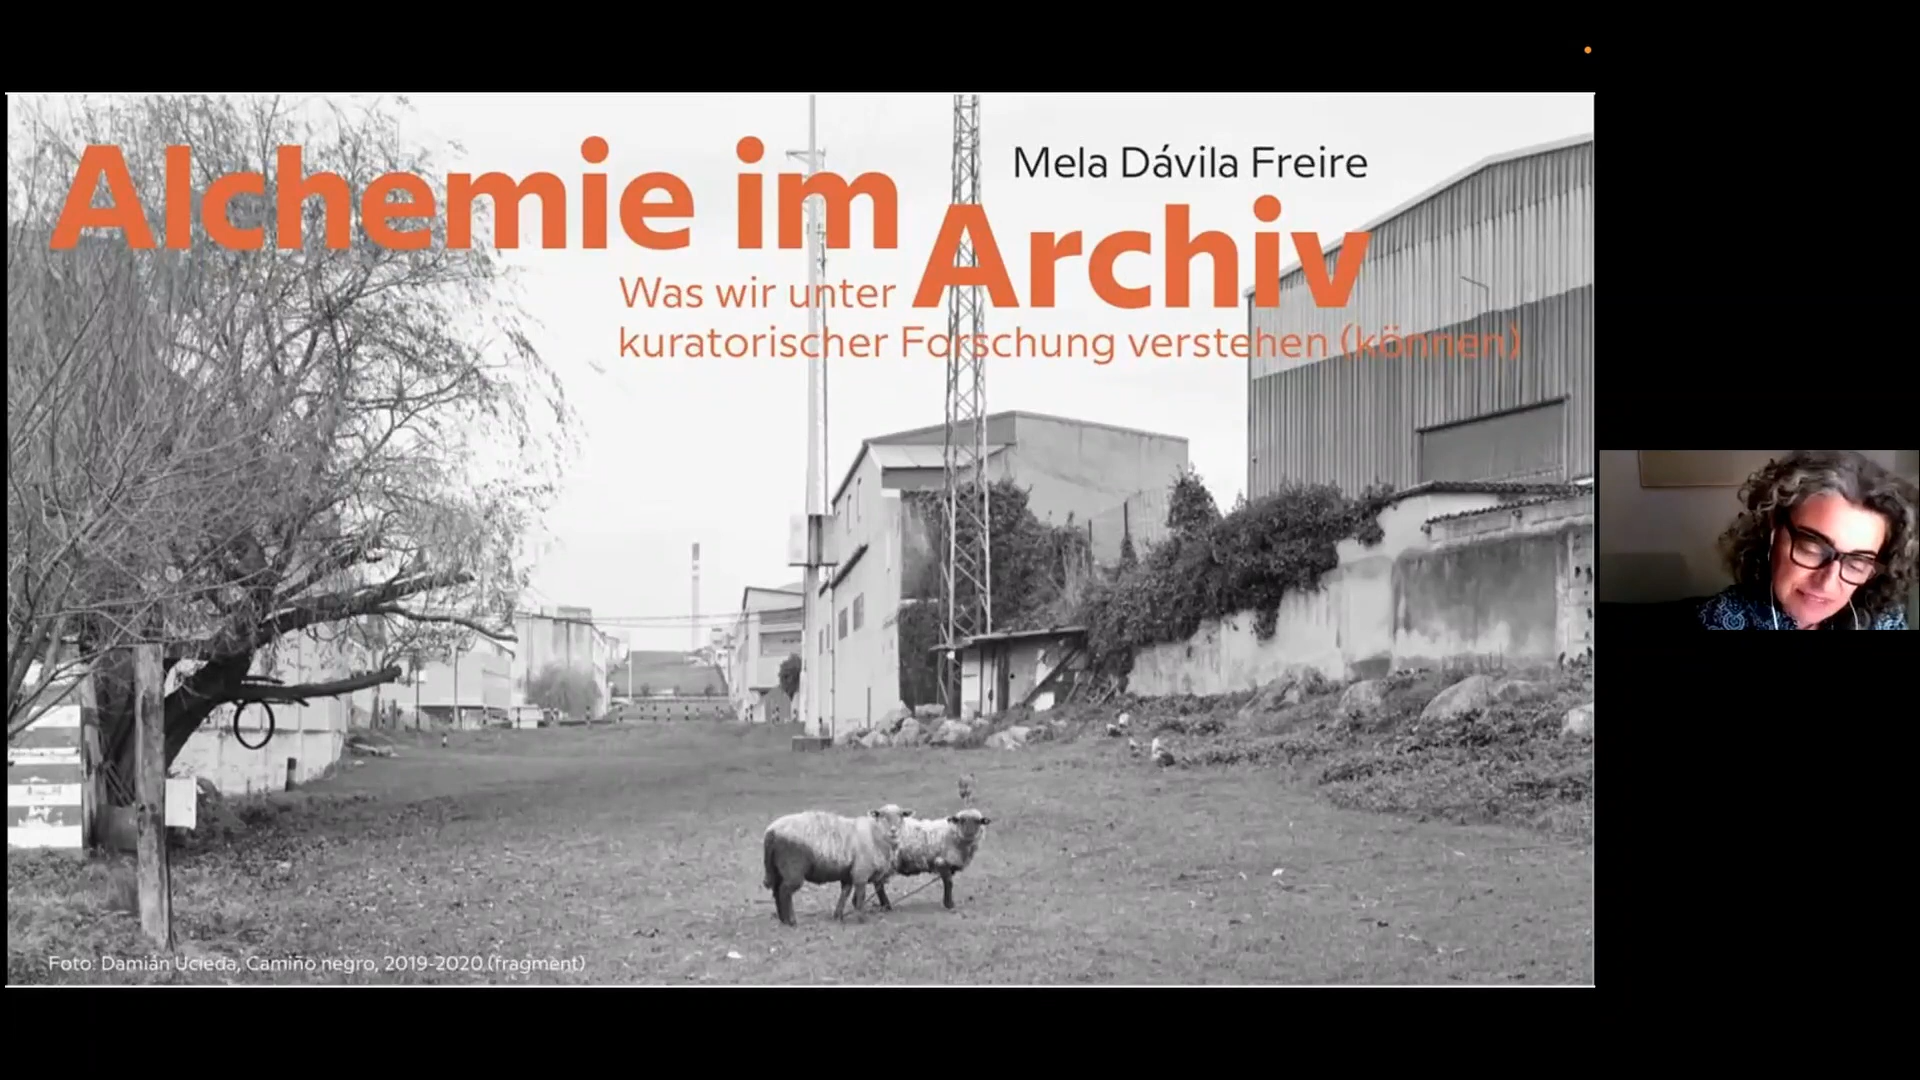 Alchemie im
Mela Dávila Freire
Archiv
Was wir unter
kuratorischer Forschung verstehen (können)
Foto: Damián Ucieda, Camiño negro, 2019-2020 (fragment)